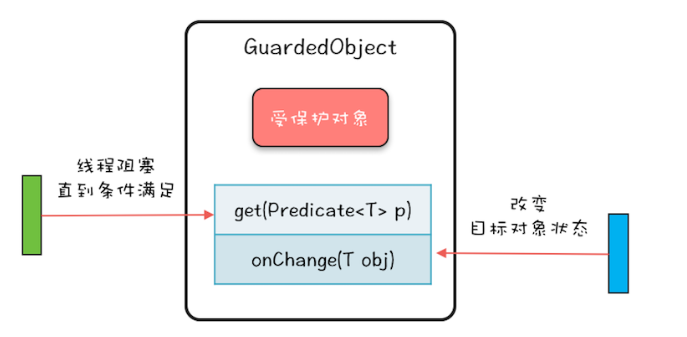 GuardedObject
受保护对象
线程阻塞
直到条件满足
get(Predicate<T> p)
改变
目标对象状态
onChange(T obj)